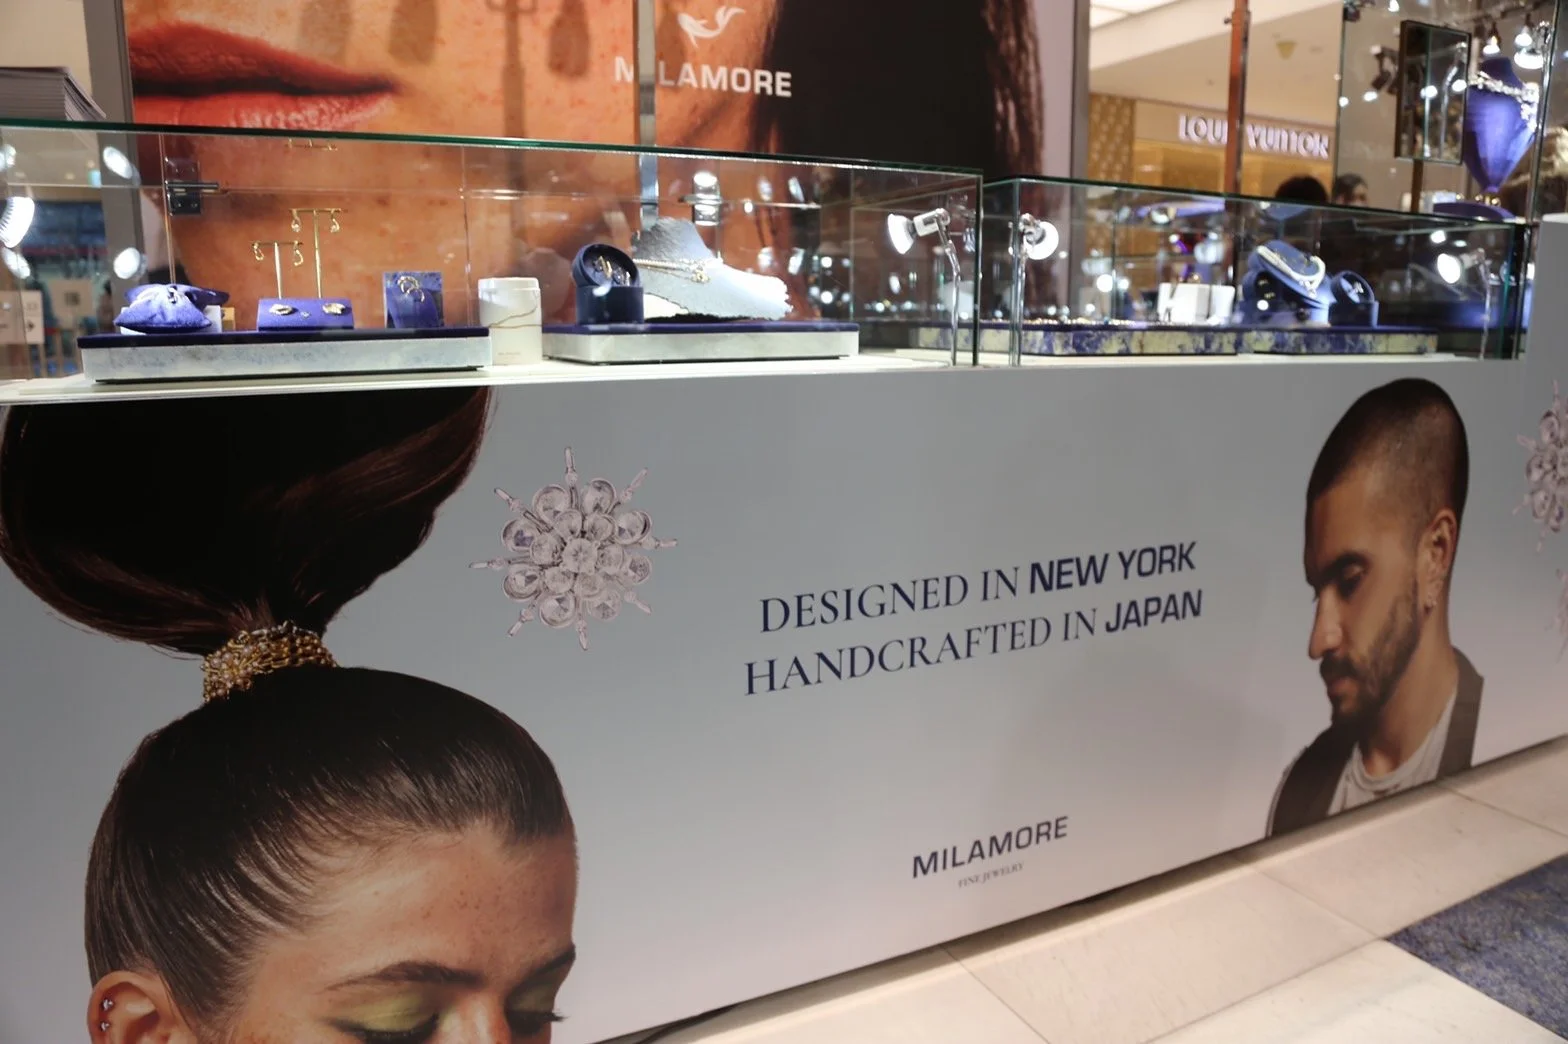 MILAMORE
LOUIS VUITTON
DESIGNED IN NEW YORK
HANDCRAFTED IN JAPAN
MILAMORE
FINE JEWELRY